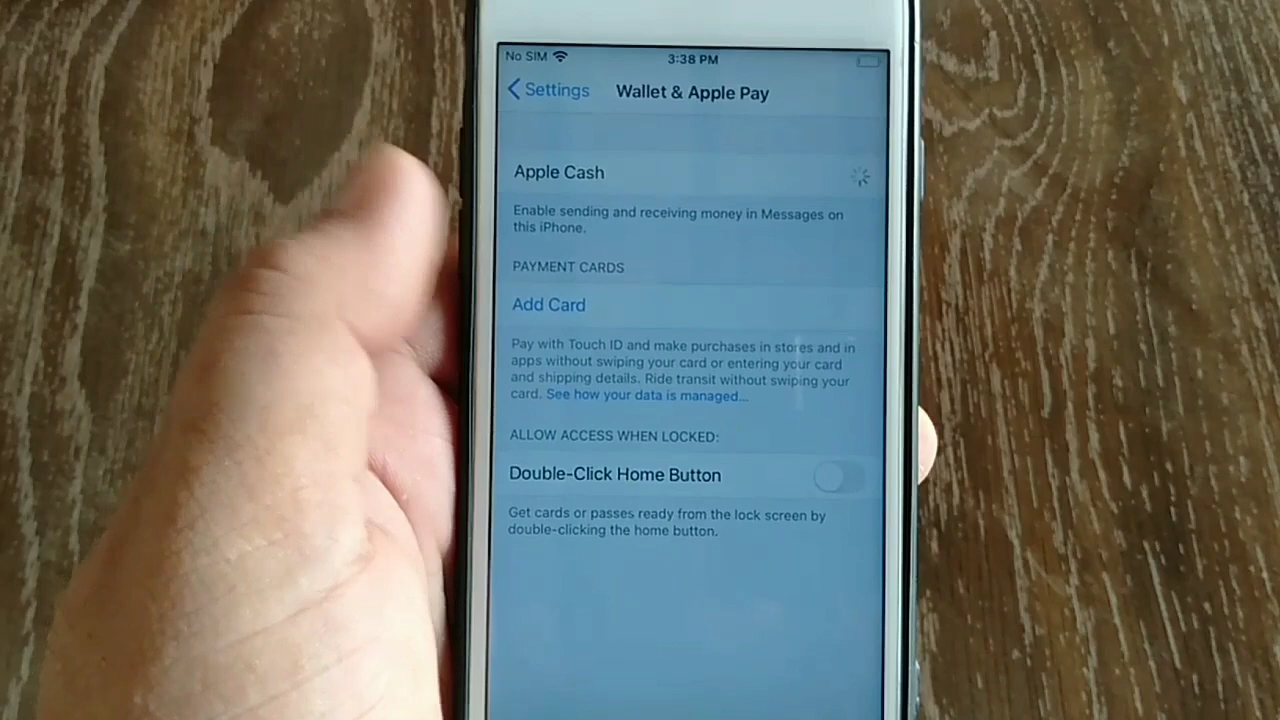 No SIM 3:38 PM
Settings Wallet & Apple Pay
Apple Cash
Enable sending and receiving money in Messages on
this iPhone.
PAYMENT CARDS
Add Card
Pay with Touch ID and make purchases in stores and in
apps without swiping your card or entering your card
and shipping details. Ride transit without swiping your
card. See how your data is managed...
ALLOW ACCESS WHEN LOCKED:
Double-Click Home Button
Get cards or passes ready from the lock screen by
double-clicking the home button.